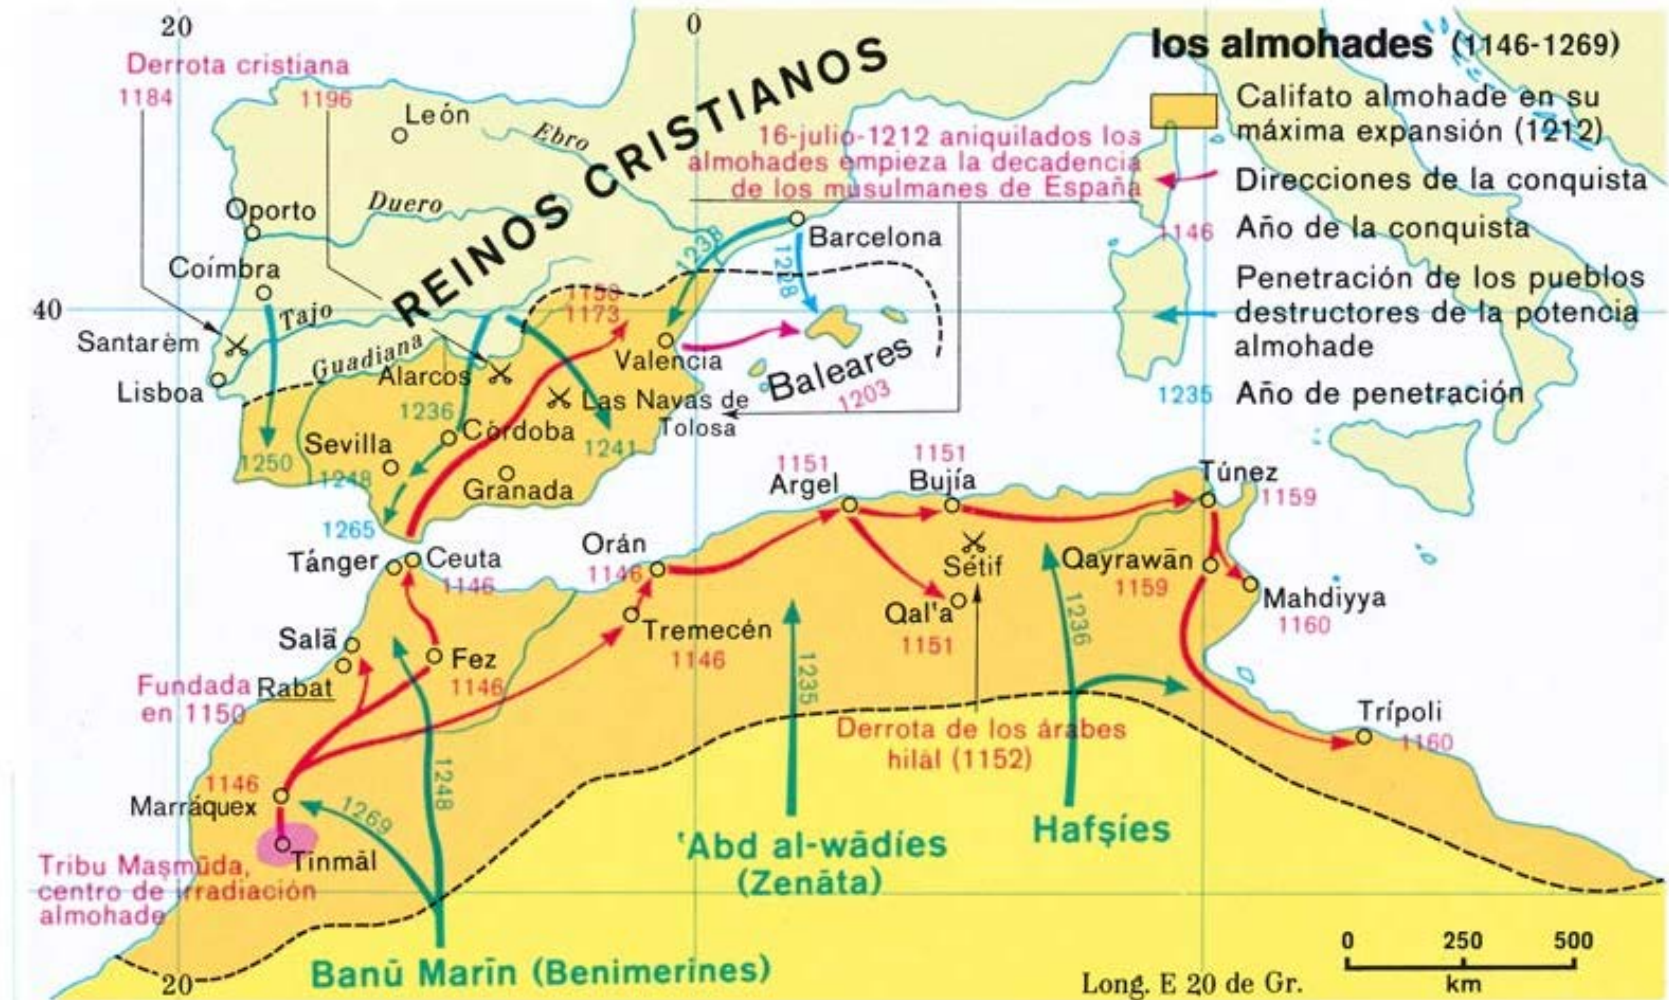 20
0
los almohades (1146-1269)
Califato almohade en su
máxima expansión (1212)
Direcciones de la conquista
1146 Año de la conquista
Penetración de los pueblos
destructores de la potencia
almohade
1235 Año de penetración
Derrota cristiana
1184
1196
León
Ebro
REINOS CRISTIANOS
16-julio-1212 aniquilados los
almohades empieza la decadencia
de los musulmanes de España
Oporto
Duero
Barcelona
1238
1228
Coímbra
40
Tajo
1173
Santarèm
Guadiana
Valencia
Lisboa
Alarcos
Baleares
1203
1236
Las Navas de
Tolosa
Córdoba
Sevilla
1250
1248
1241
Granada
1265
1151
Argel
1151
Bujía
Túnez
1159
Tánger
Ceuta
1146
Orán
1146
Sétif
Qayrawān
1159
Mahdiyya
1160
Qal'a
1151
Tremecén
1146
Salā
Rabat
Fundada
en 1150
Fez
1146
1235
1236
Derrota de los árabes
hilāl (1152)
Trípoli
1160
1146
Marráquex
1269
1248
Tinmāl
Tribu Maṣmūda,
centro de irradiación
almohade
'Abd al-wādíes
(Zenāta)
Hafṣíes
Banū Marīn (Benimerines)
20
Long. E 20 de Gr.
0 250 500
km